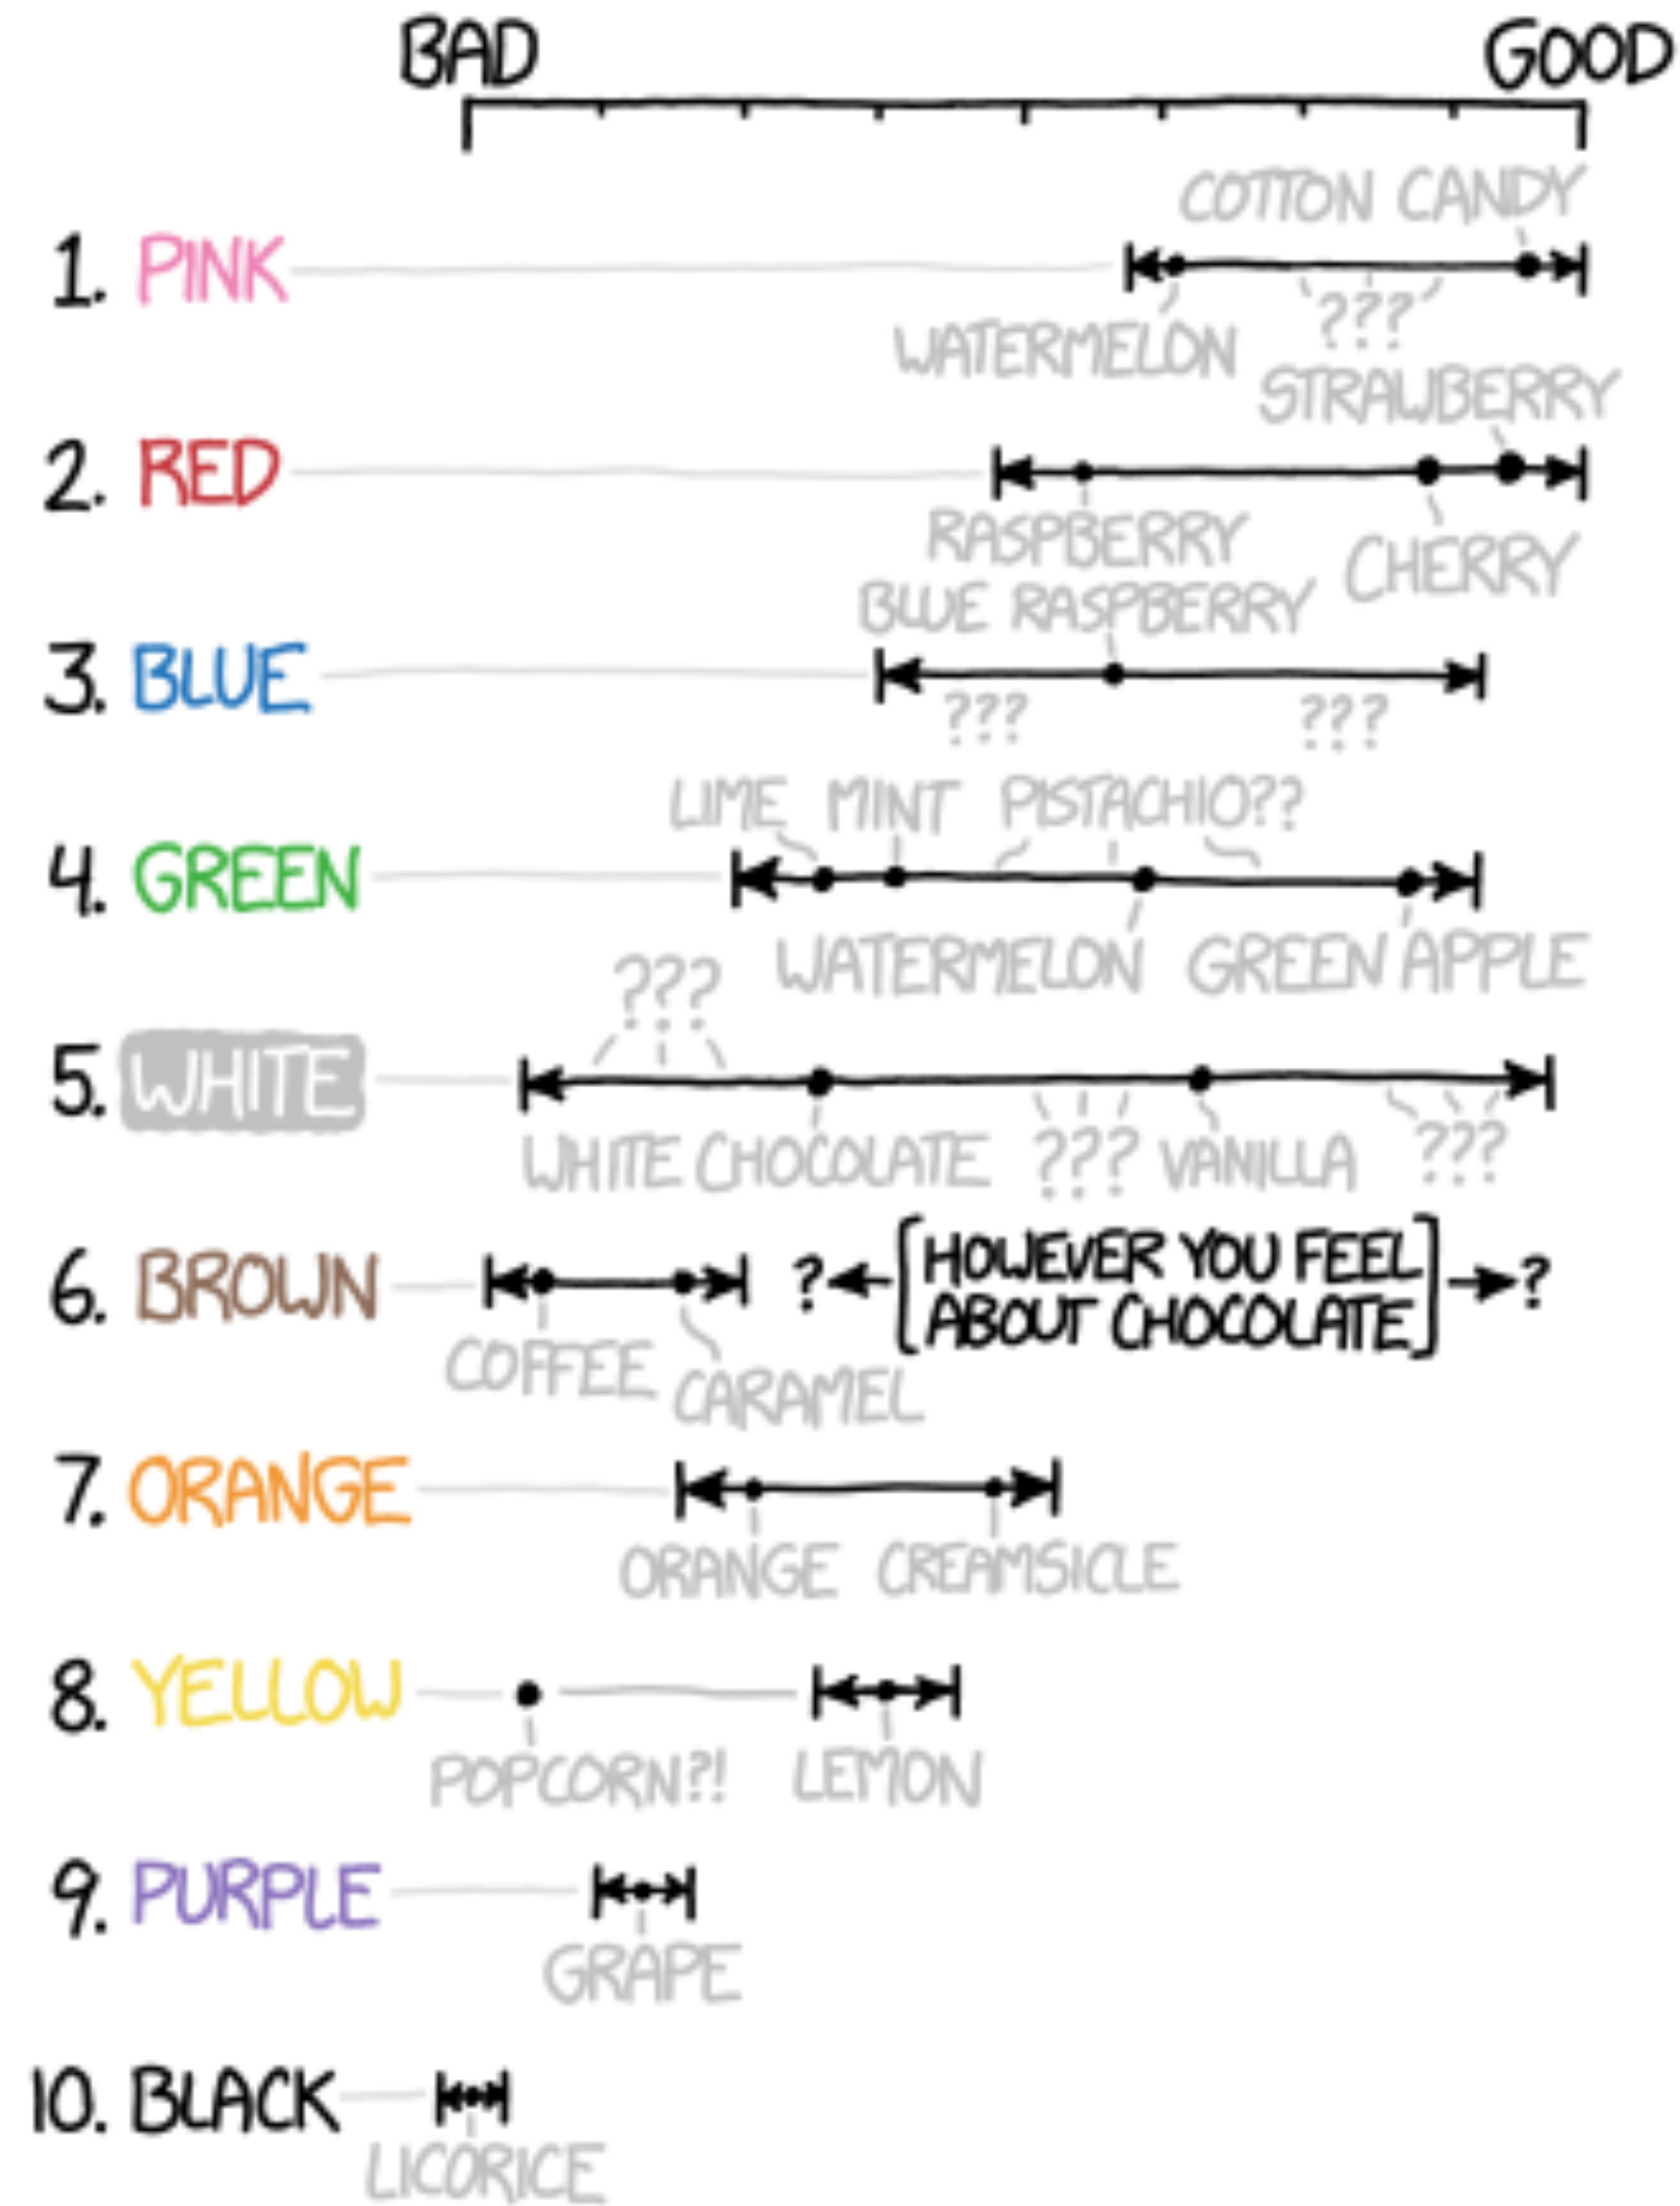 BAD GOOD
COTTON CANDY
1. PINK
WATERMELON ???
STRAWBERRY
2. RED
RASPBERRY CHERRY
BLUE RASPBERRY
3. BLUE
??? ???
LIME MINT PISTACHIO??
4. GREEN
WATERMELON GREEN APPLE
???
5. WHITE
WHITE CHOCOLATE ??? VANILLA ???
6. BROWN ? [HOWEVER YOU FEEL
ABOUT CHOCOLATE] ?
COFFEE CARAMEL
7. ORANGE
ORANGE CREAMSICLE
8. YELLOW
POPCORN?! LEMON
9. PURPLE
GRAPE
10. BLACK
LICORICE